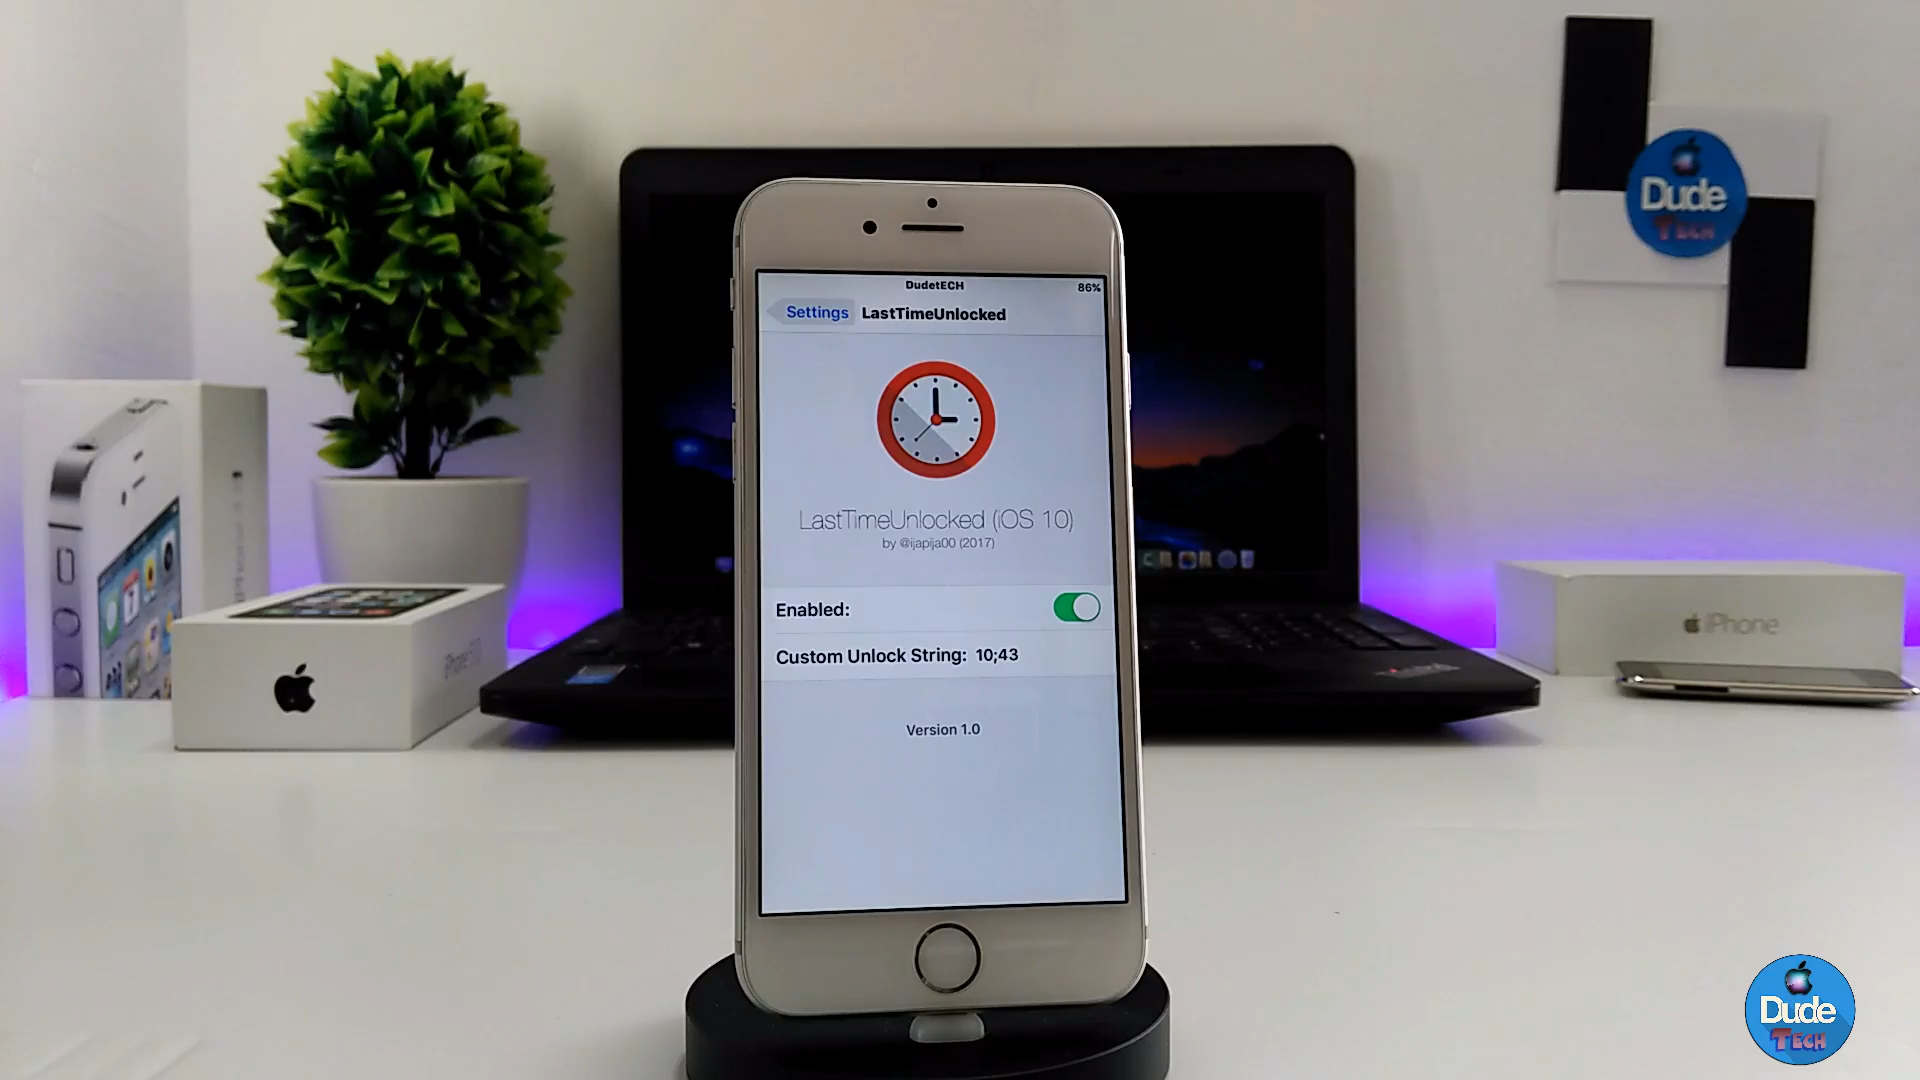 Dude
Tech
DudetECH
86%
Settings
LastTimeUnlocked
LastTimeUnlocked (iOS 10)
by @ijapija00 (2017)
Enabled:
Custom Unlock String: 10;43
Version 1.0
iPhone
Dude
Tech